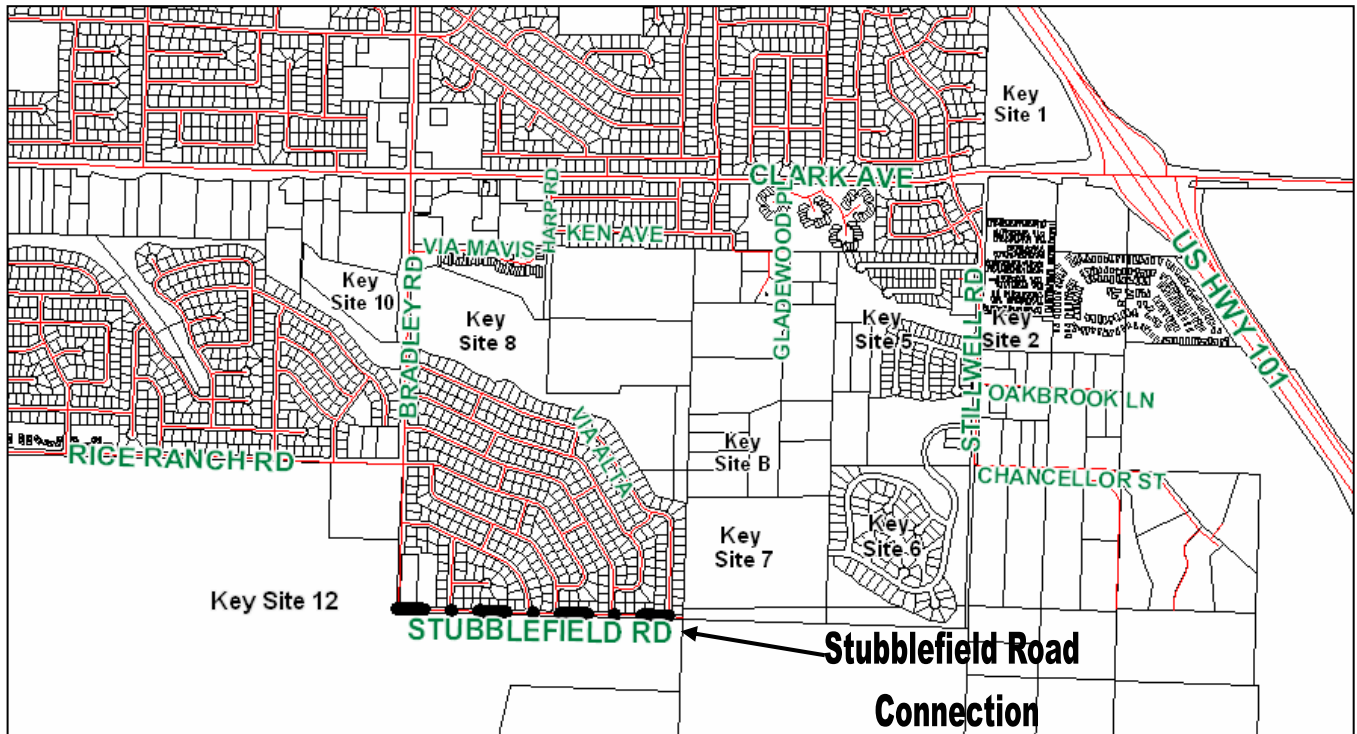 Key
Site 1
CLARK AVE
HARP RD
KEN AVE
VIA MAVIS
GLADEWOOD PL
US HWY 101
Key
Site 10
BRADLEY RD
Key
Site 8
Key
Site 5
STILLWELL RD
Key
Site 2
OAKBROOK LN
VIA ALTA
RICE RANCH RD
Key
Site B
CHANCELLOR ST
Key
Site 7
Key
Site 6
Key Site 12
STUBBLEFIELD RD
Stubblefield Road
Connection